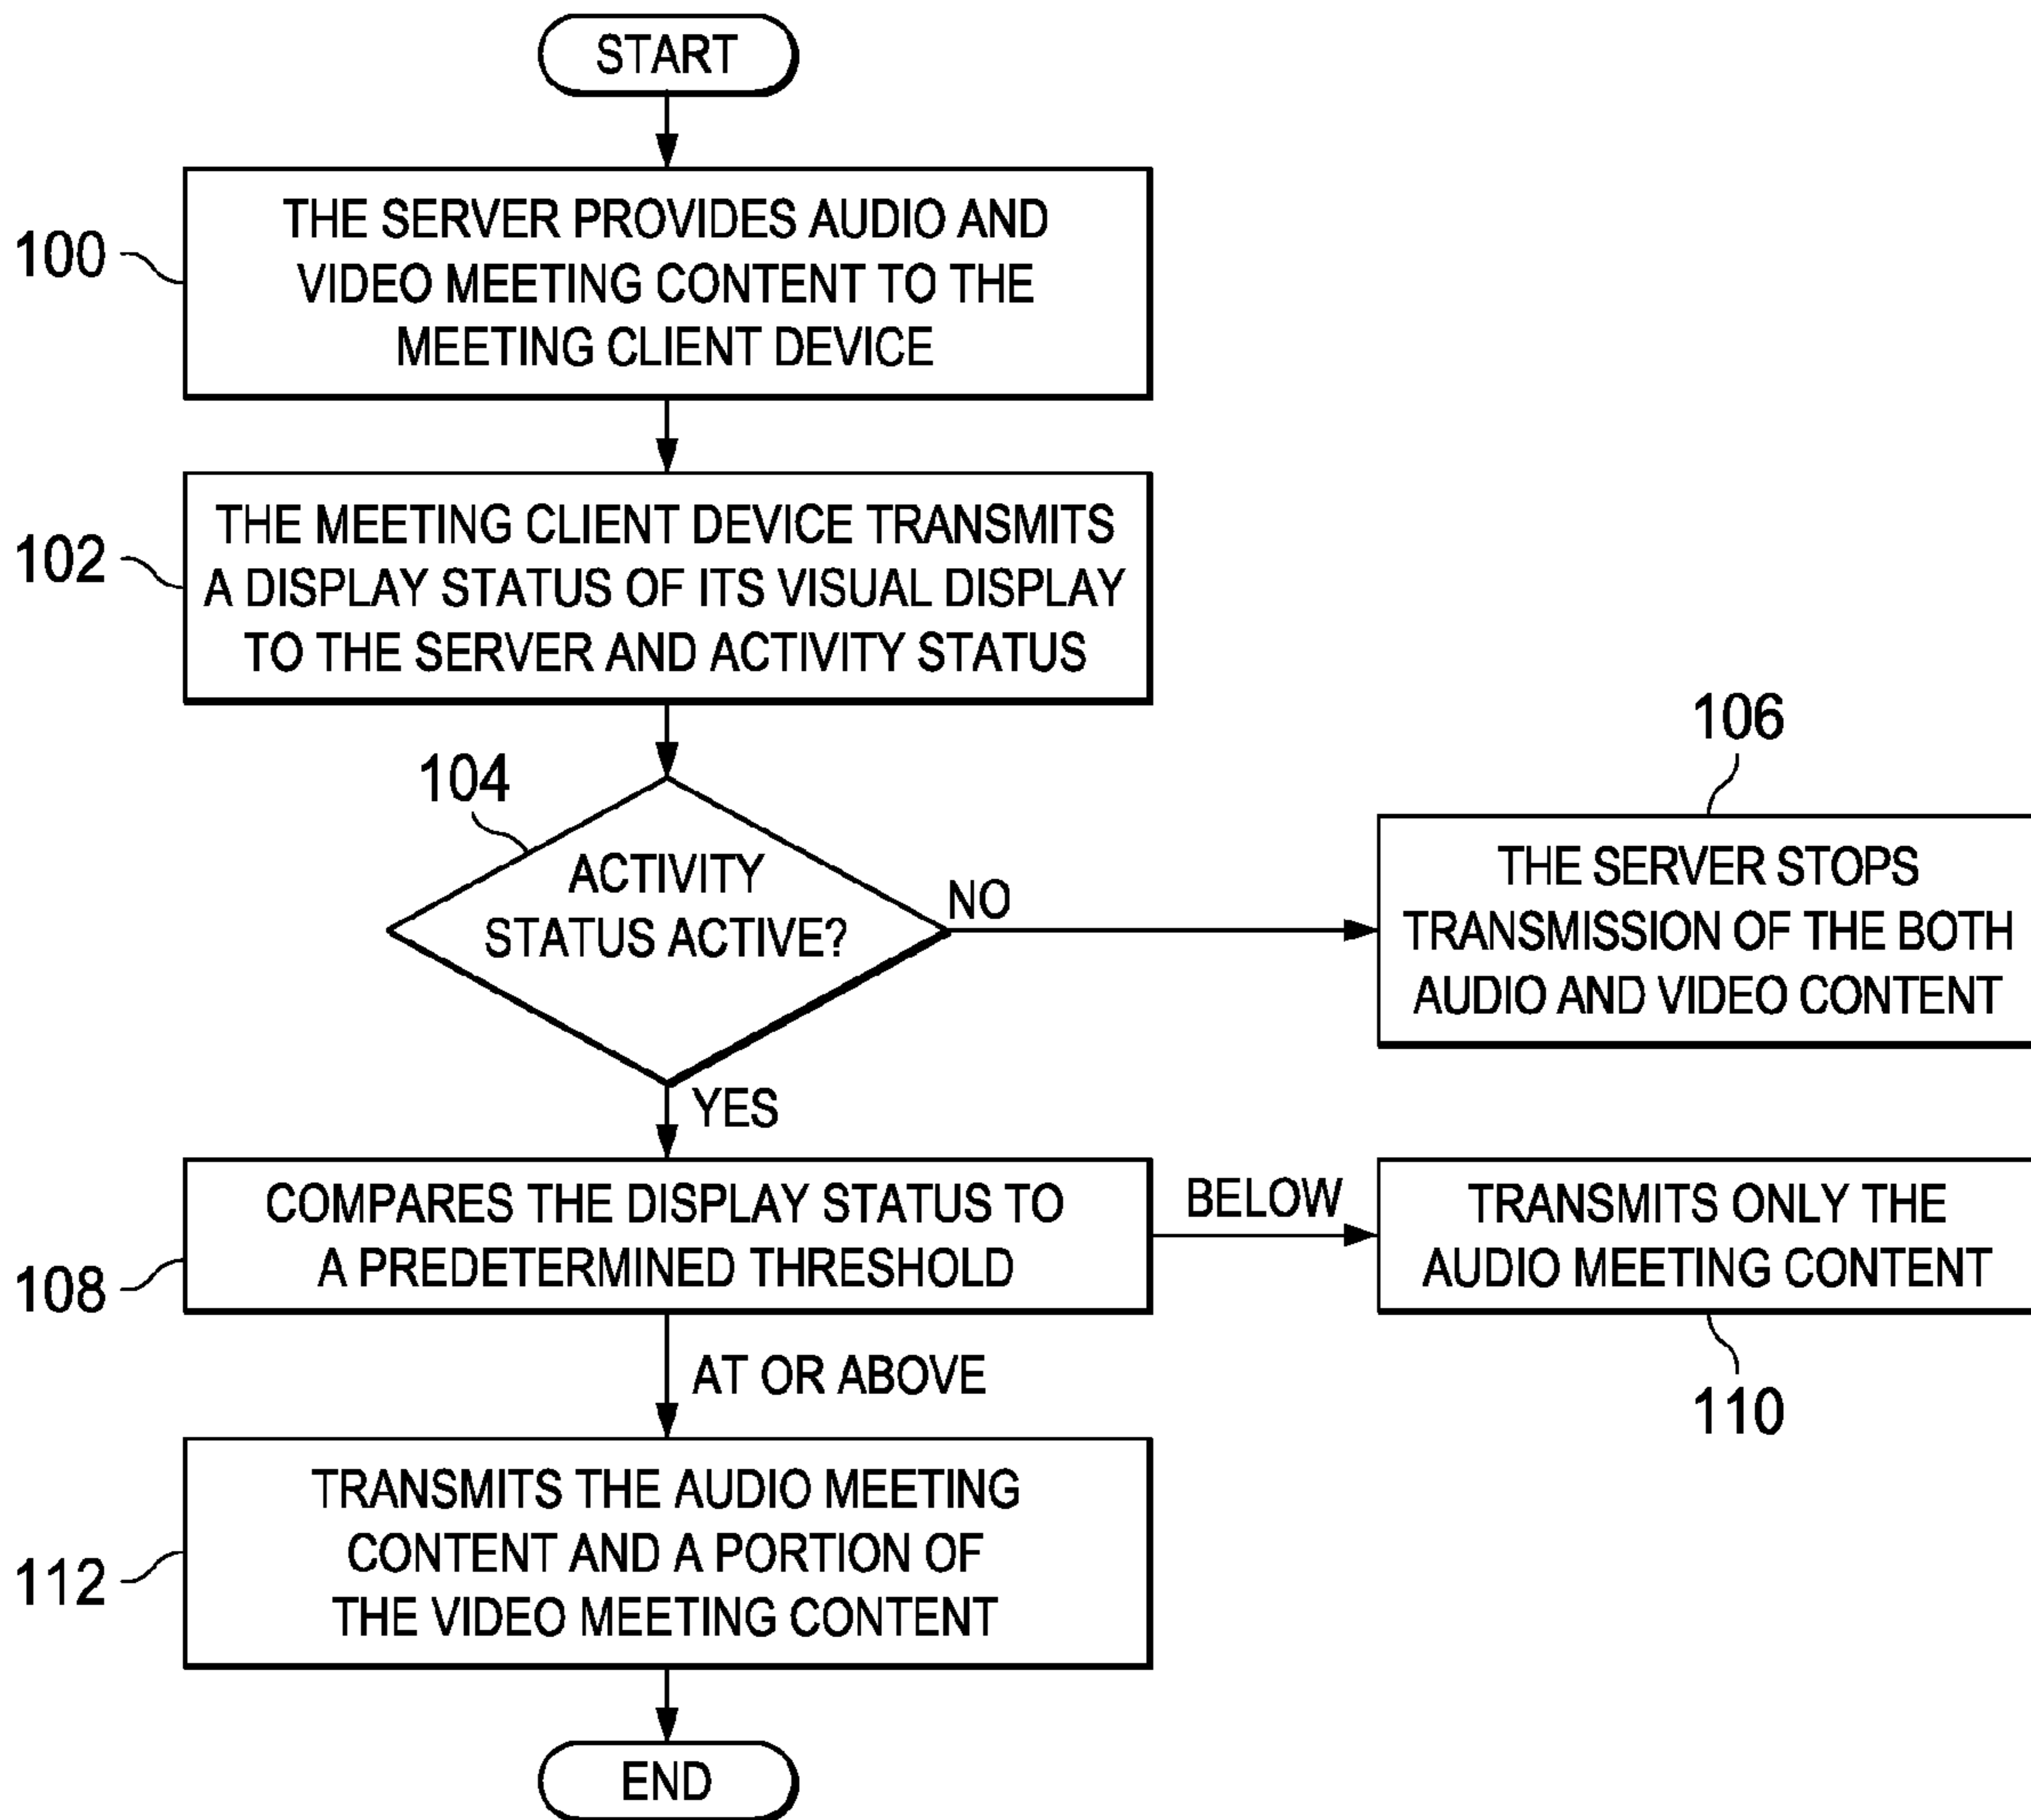 START
100
THE SERVER PROVIDES AUDIO AND
VIDEO MEETING CONTENT TO THE
MEETING CLIENT DEVICE
102
THE MEETING CLIENT DEVICE TRANSMITS
A DISPLAY STATUS OF ITS VISUAL DISPLAY
TO THE SERVER AND ACTIVITY STATUS
104
ACTIVITY
STATUS ACTIVE?
NO
106
THE SERVER STOPS
TRANSMISSION OF THE BOTH
AUDIO AND VIDEO CONTENT
YES
108
COMPARES THE DISPLAY STATUS TO
A PREDETERMINED THRESHOLD
BELOW
TRANSMITS ONLY THE
AUDIO MEETING CONTENT
110
AT OR ABOVE
112
TRANSMITS THE AUDIO MEETING
CONTENT AND A PORTION OF
THE VIDEO MEETING CONTENT
END